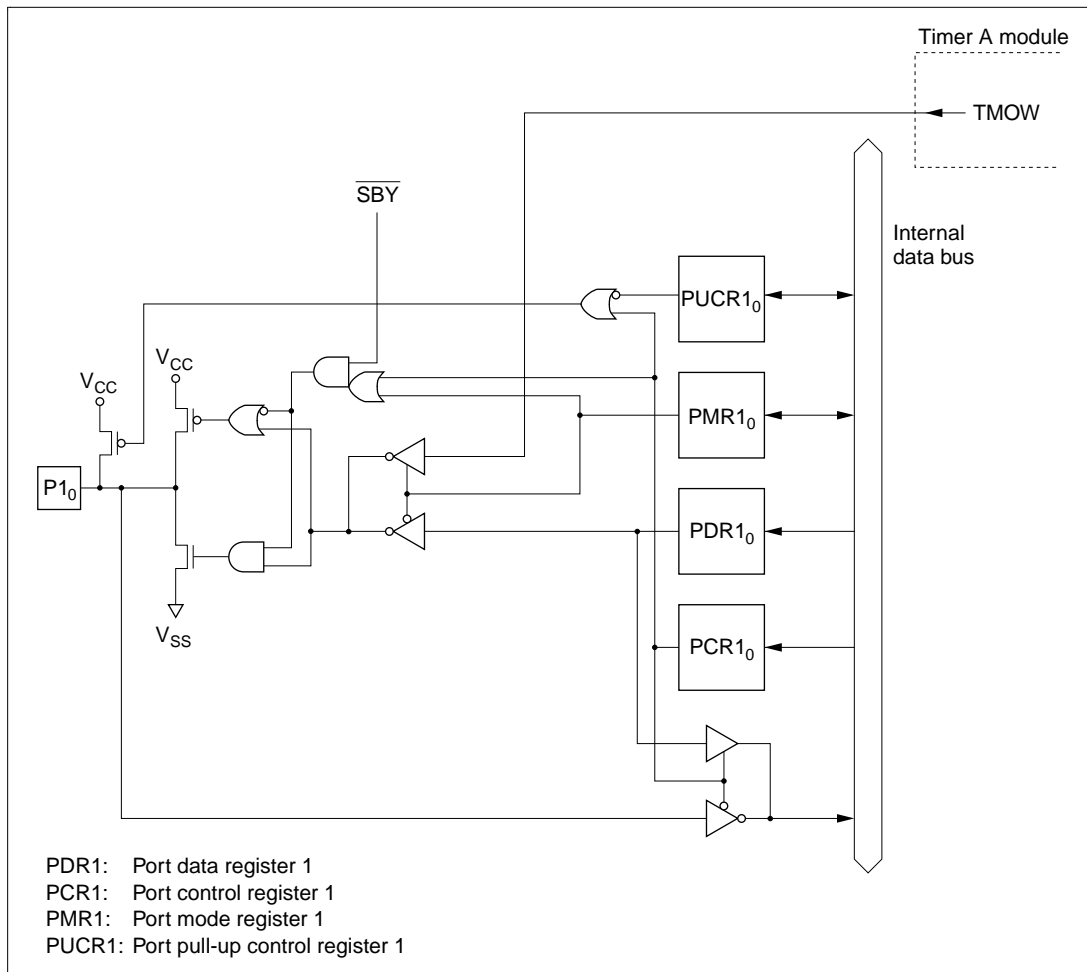 Timer A module
TMOW
SBY
Internal
data bus
PUCR1₀
V_CC
V_CC
PMR1₀
P1₀
PDR1₀
V_SS
PCR1₀
PDR1: Port data register 1
PCR1: Port control register 1
PMR1: Port mode register 1
PUCR1: Port pull-up control register 1